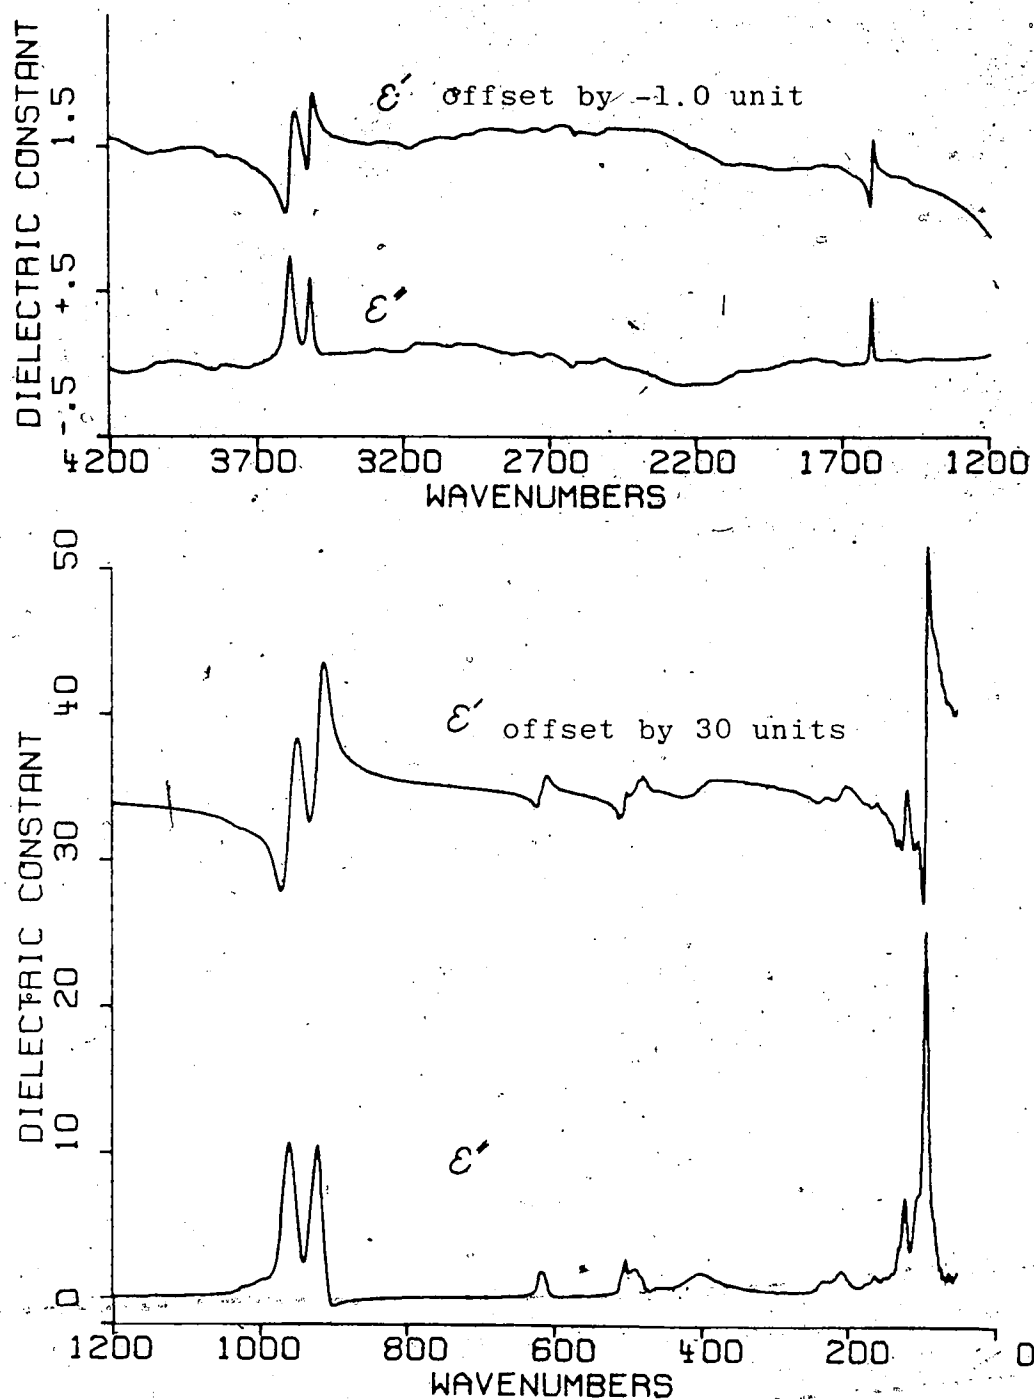 DIELECTRIC CONSTANT
1.5
+.5
-.5
ε′ offset by -1.0 unit
ε″
4200 3700 3200 2700 2200 1700 1200
WAVENUMBERS
DIELECTRIC CONSTANT
50
40
30
20
10
0
ε′ offset by 30 units
ε″
1200 1000 800 600 400 200 0
WAVENUMBERS